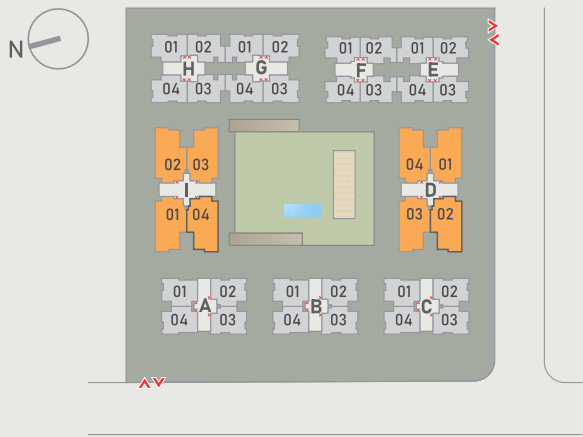 N
01 02 01 02 01 02 01 02
H G F E
04 03 04 03 04 03 04 03
02 03 04 01
I D
01 04 03 02
01 02 01 02 01 02
A B C
04 03 04 03 04 03